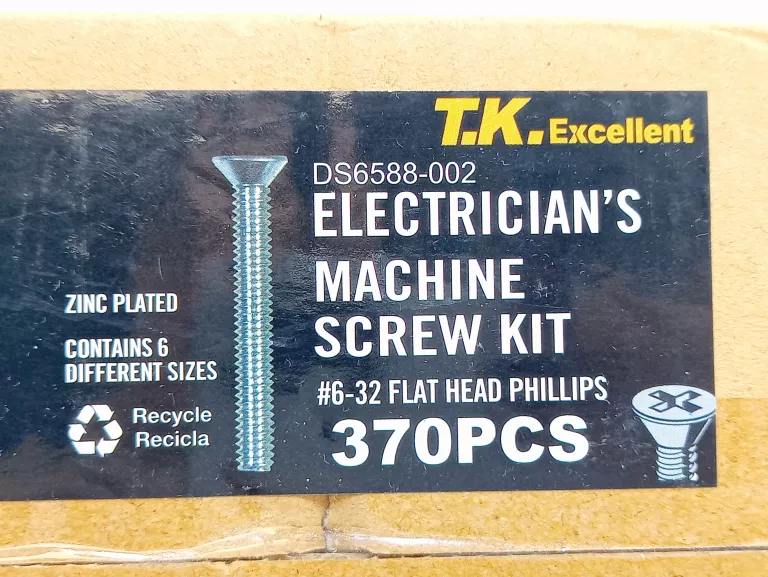 T.K. Excellent
DS6588-002
ELECTRICIAN'S
MACHINE
SCREW KIT
#6-32 FLAT HEAD PHILLIPS
370PCS
ZINC PLATED
CONTAINS 6
DIFFERENT SIZES
Recycle
Recicla